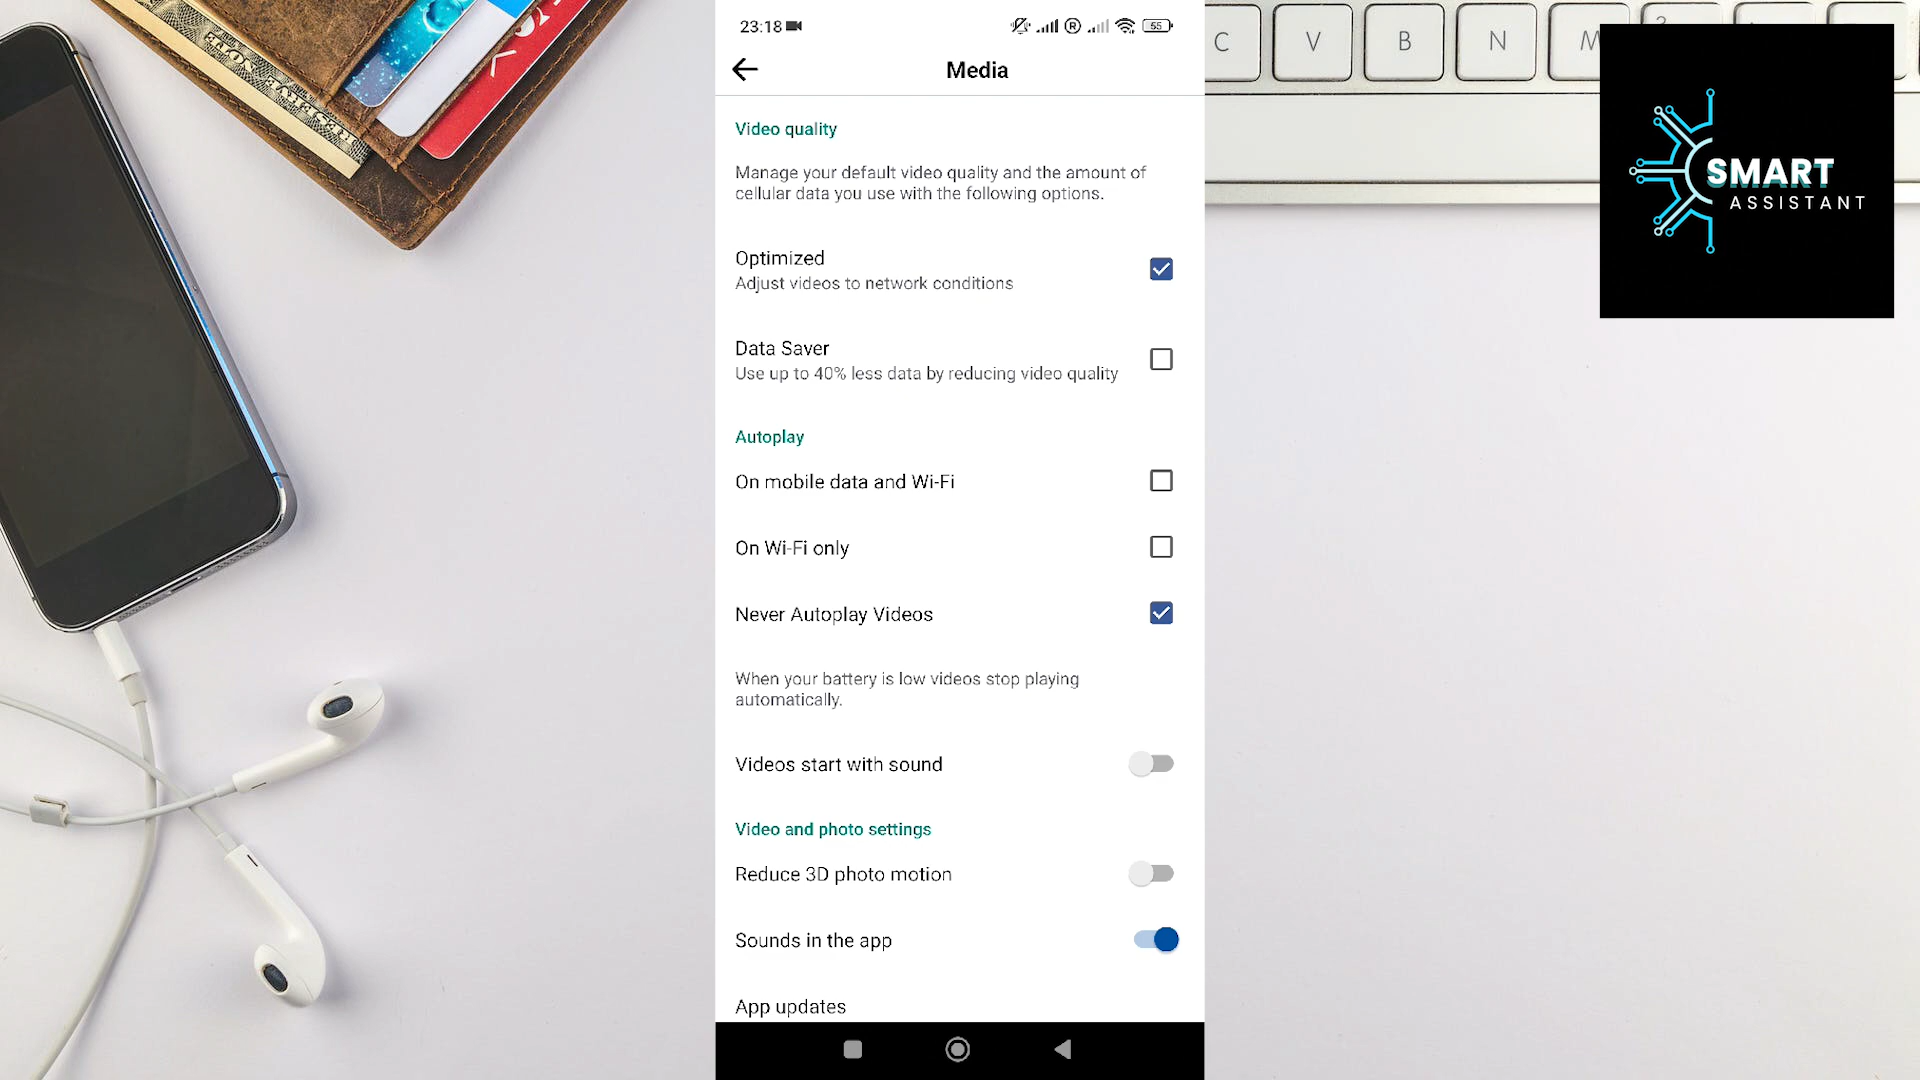 23:18
55
Media
Video quality
Manage your default video quality and the amount of
cellular data you use with the following options.
Optimized
Adjust videos to network conditions
Data Saver
Use up to 40% less data by reducing video quality
Autoplay
On mobile data and Wi-Fi
On Wi-Fi only
Never Autoplay Videos
When your battery is low videos stop playing
automatically.
Videos start with sound
Video and photo settings
Reduce 3D photo motion
Sounds in the app
App updates
C V B N M
SMART
ASSISTANT